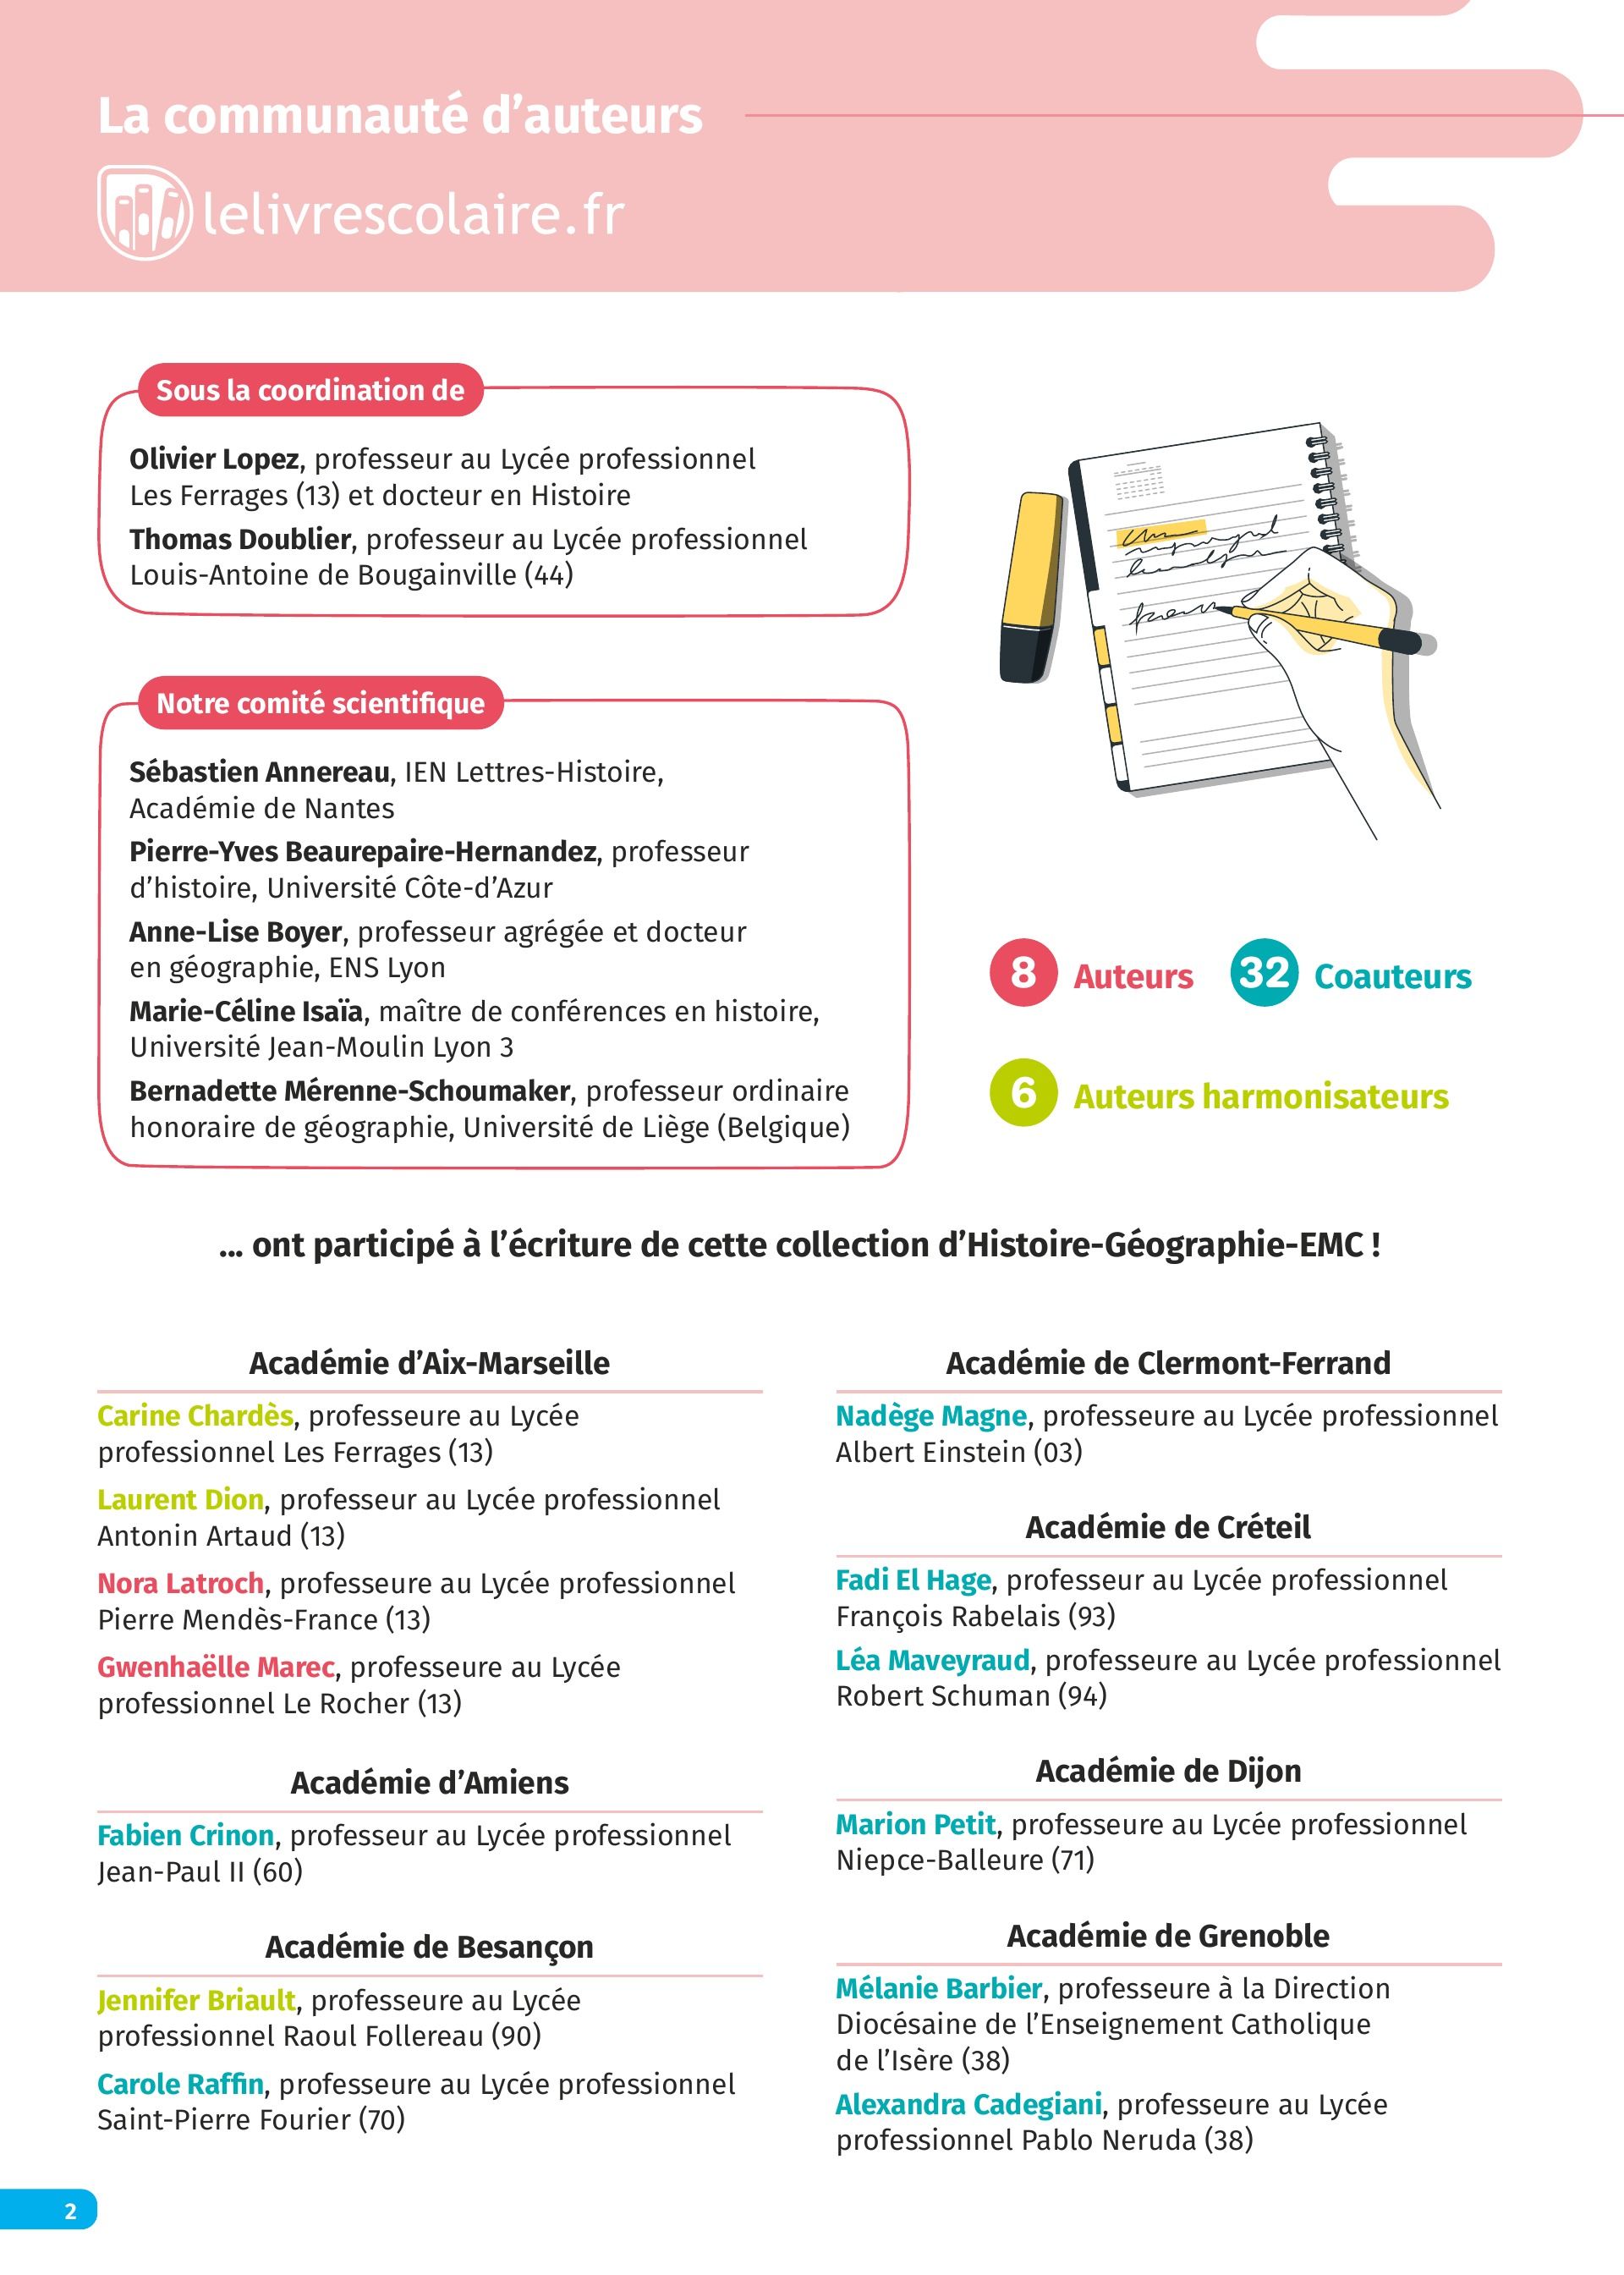 La communauté d’auteurs
lelivrescolaire.fr
Sous la coordination de
Olivier Lopez, professeur au Lycée professionnel
Les Ferrages (13) et docteur en Histoire
Thomas Doublier, professeur au Lycée professionnel
Louis-Antoine de Bougainville (44)
Notre comité scientifique
Sébastien Annereau, IEN Lettres-Histoire,
Académie de Nantes
Pierre-Yves Beaurepaire-Hernandez, professeur
d’histoire, Université Côte-d’Azur
Anne-Lise Boyer, professeur agrégée et docteur
en géographie, ENS Lyon
Marie-Céline Isaïa, maître de conférences en histoire,
Université Jean-Moulin Lyon 3
Bernadette Mérenne-Schoumaker, professeur ordinaire
honoraire de géographie, Université de Liège (Belgique)
8 Auteurs 32 Coauteurs
6 Auteurs harmonisateurs
... ont participé à l’écriture de cette collection d’Histoire-Géographie-EMC !
Académie d’Aix-Marseille
Carine Chardès, professeure au Lycée
professionnel Les Ferrages (13)
Laurent Dion, professeur au Lycée professionnel
Antonin Artaud (13)
Nora Latroch, professeure au Lycée professionnel
Pierre Mendès-France (13)
Gwenhaëlle Marec, professeure au Lycée
professionnel Le Rocher (13)
Académie d’Amiens
Fabien Crinon, professeur au Lycée professionnel
Jean-Paul II (60)
Académie de Besançon
Jennifer Briault, professeure au Lycée
professionnel Raoul Follereau (90)
Carole Raffin, professeure au Lycée professionnel
Saint-Pierre Fourier (70)
Académie de Clermont-Ferrand
Nadège Magne, professeure au Lycée professionnel
Albert Einstein (03)
Académie de Créteil
Fadi El Hage, professeur au Lycée professionnel
François Rabelais (93)
Léa Maveyraud, professeure au Lycée professionnel
Robert Schuman (94)
Académie de Dijon
Marion Petit, professeure au Lycée professionnel
Niepce-Balleure (71)
Académie de Grenoble
Mélanie Barbier, professeure à la Direction
Diocésaine de l’Enseignement Catholique
de l’Isère (38)
Alexandra Cadegiani, professeure au Lycée
professionnel Pablo Neruda (38)
2